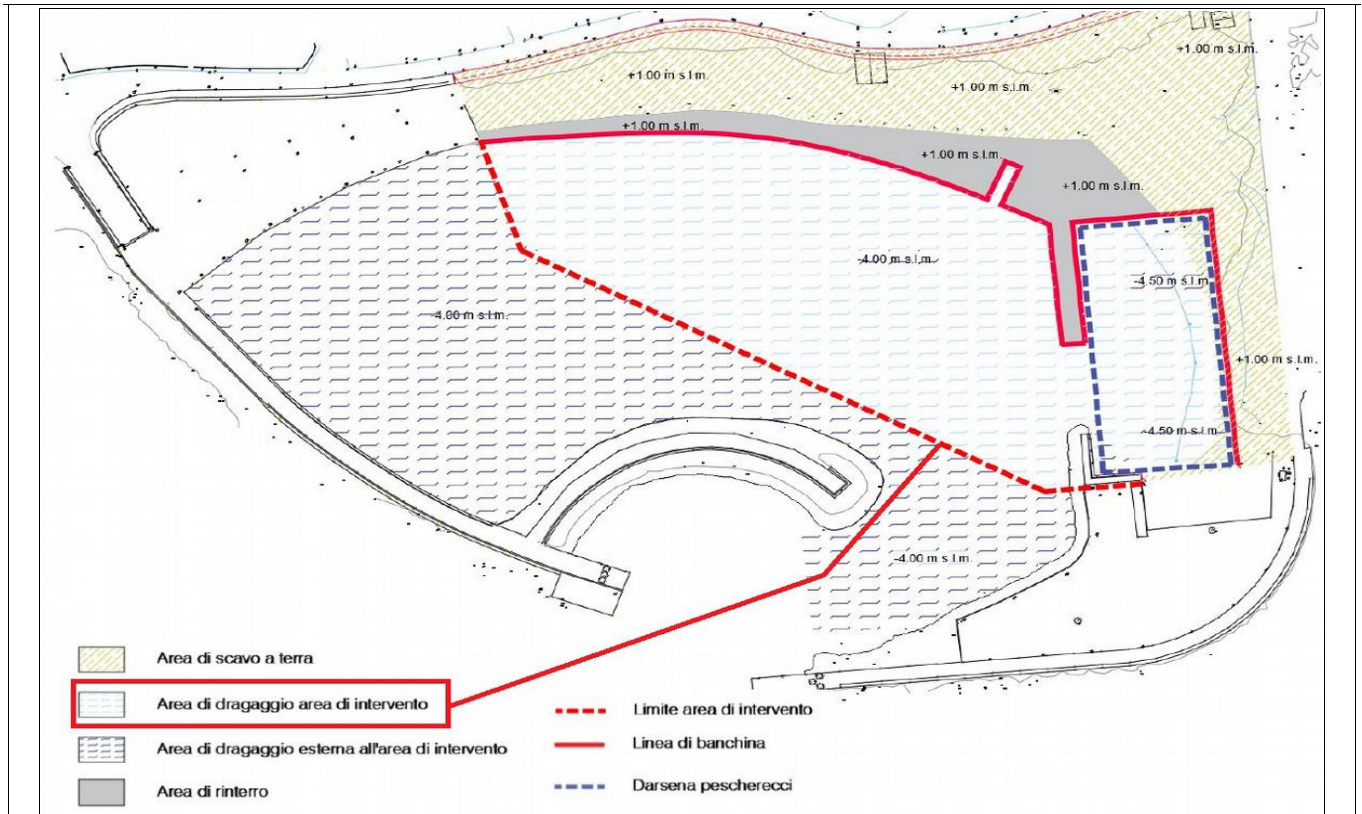 +1.00 m s.l.m.
+1.00 m s.l.m.
+1.00 m s.l.m.
+1.00 m s.l.m.
+1.00 m s.l.m.
+1.00 m s.l.m.
-4.00 m s.l.m.
-4.50 m s.l.m.
-4.00 m s.l.m.
+1.00 m s.l.m.
-4.50 m s.l.m.
-4.00 m s.l.m.
Area di scavo a terra
Area di dragaggio area di intervento
Area di dragaggio esterna all'area di intervento
Area di rinterro
Limite area di intervento
Linea di banchina
Darsena pescherecci